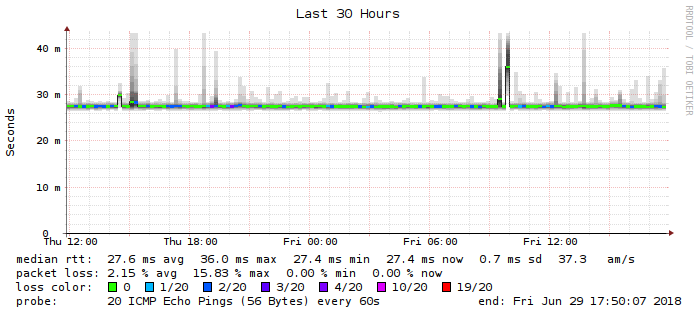 Last 30 Hours
RRDTOOL / TOBI OETIKER
Seconds
40 m
30 m
20 m
10 m
0
Thu 12:00 Thu 18:00 Fri 00:00 Fri 06:00 Fri 12:00
median rtt: 27.6 ms avg 36.0 ms max 27.4 ms min 27.4 ms now 0.7 ms sd 37.3 am/s
packet loss: 2.15 % avg 15.83 % max 0.00 % min 0.00 % now
loss color: 0 1/20 2/20 3/20 4/20 10/20 19/20
probe: 20 ICMP Echo Pings (56 Bytes) every 60s end: Fri Jun 29 17:50:07 2018